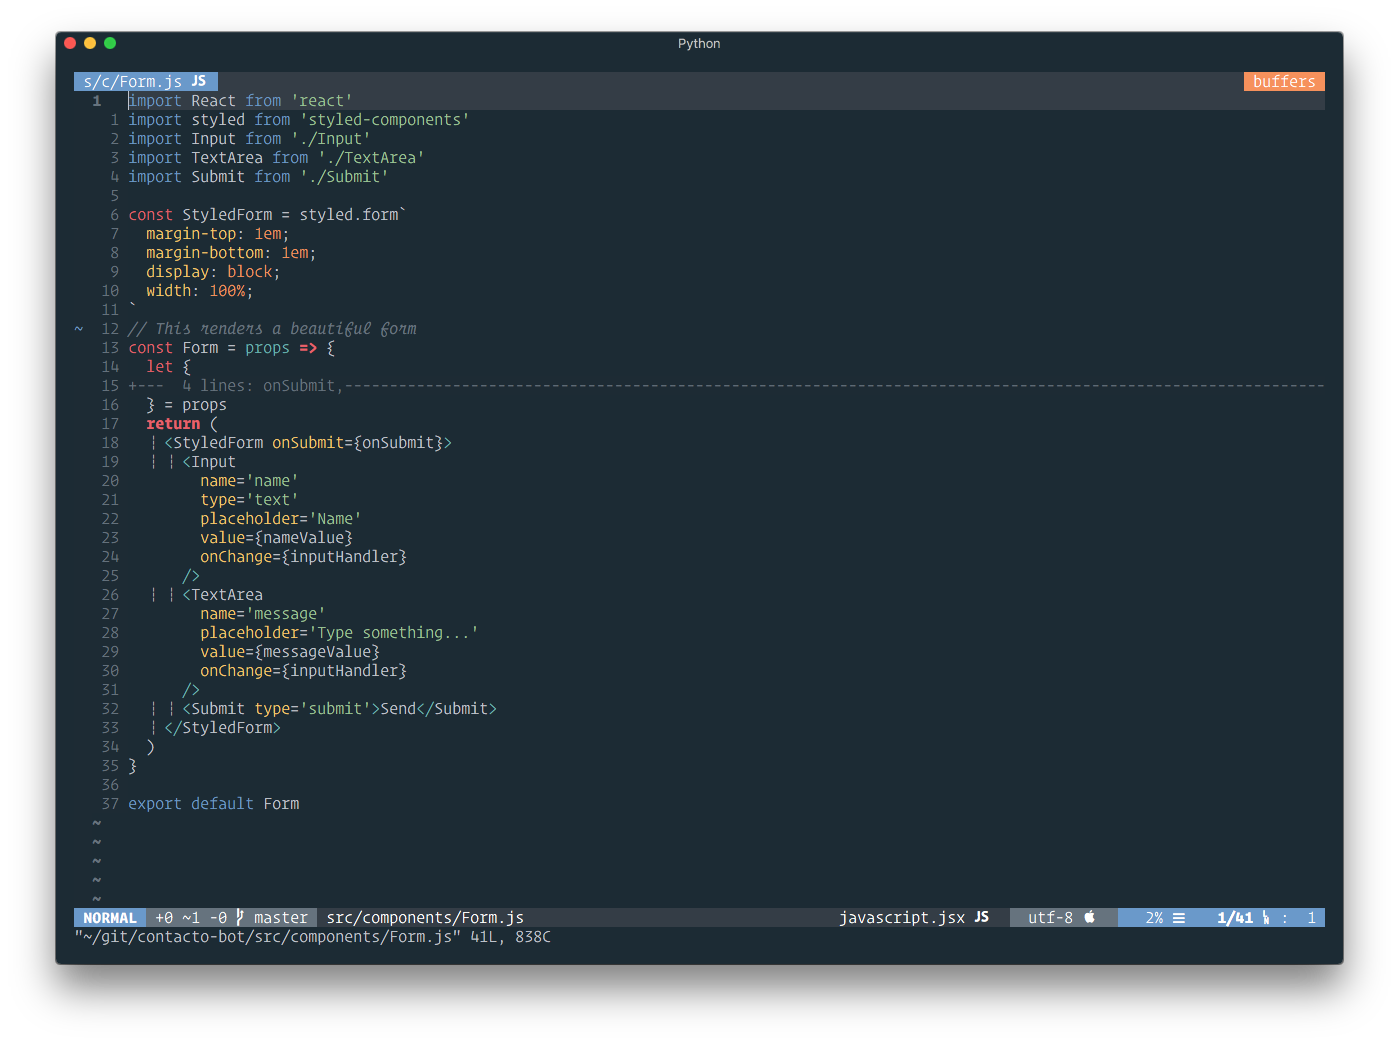 Python
s/c/Form.js JS buffers
1 import React from 'react'
1 import styled from 'styled-components'
2 import Input from './Input'
3 import TextArea from './TextArea'
4 import Submit from './Submit'
5
6 const StyledForm = styled.form`
7   margin-top: 1em;
8   margin-bottom: 1em;
9   display: block;
10   width: 100%;
11 `
~ 12 // This renders a beautiful form
13 const Form = props => {
14   let {
15 +---  4 lines: onSubmit,-------------------------------------------------------------------------------------------------------------
16   } = props
17   return (
18   ¦ <StyledForm onSubmit={onSubmit}>
19   ¦ ¦ <Input
20         name='name'
21         type='text'
22         placeholder='Name'
23         value={nameValue}
24         onChange={inputHandler}
25       />
26   ¦ ¦ <TextArea
27         name='message'
28         placeholder='Type something...'
29         value={messageValue}
30         onChange={inputHandler}
31       />
32   ¦ ¦ <Submit type='submit'>Send</Submit>
33   ¦ </StyledForm>
34   )
35 }
36
37 export default Form
~
~
~
~
~
NORMAL +0 ~1 -0 master src/components/Form.js javascript.jsx JS utf-8 2% ☰ 1/41 : 1
"~/git/contacto-bot/src/components/Form.js" 41L, 838C